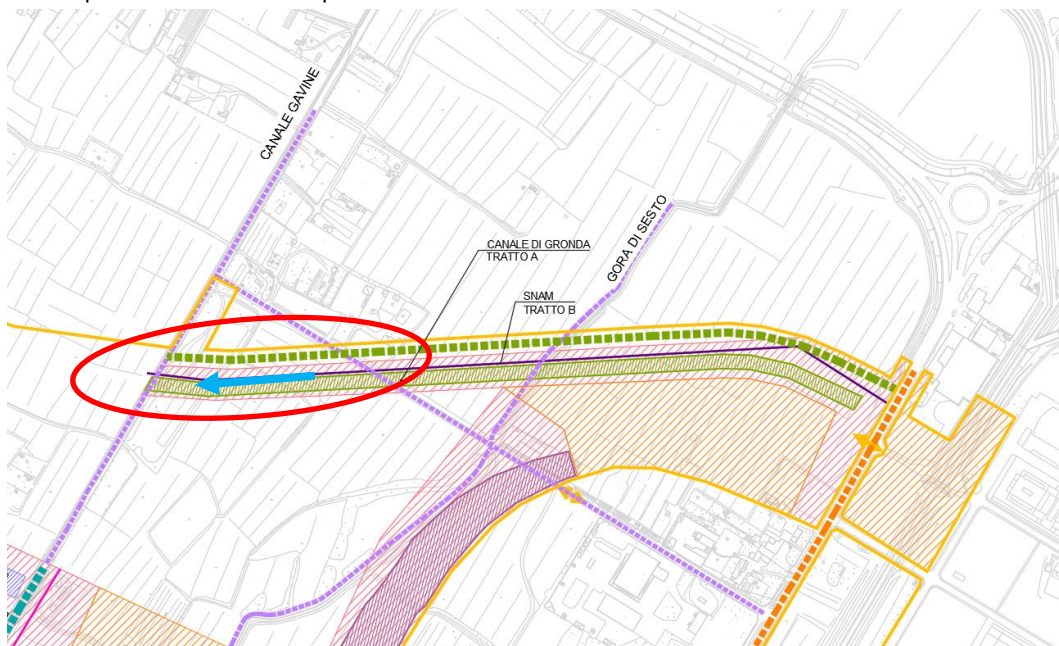 CANALE GAVINE
GORA DI SESTO
CANALE DI GRONDA
TRATTO A
SNAM
TRATTO B